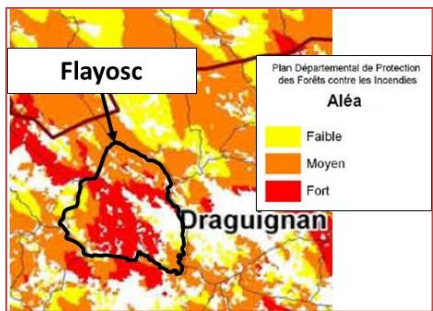 Flayosc
Plan Départemental de Protection
des Forêts contre les Incendies
Aléa
Faible
Moyen
Fort
Draguignan